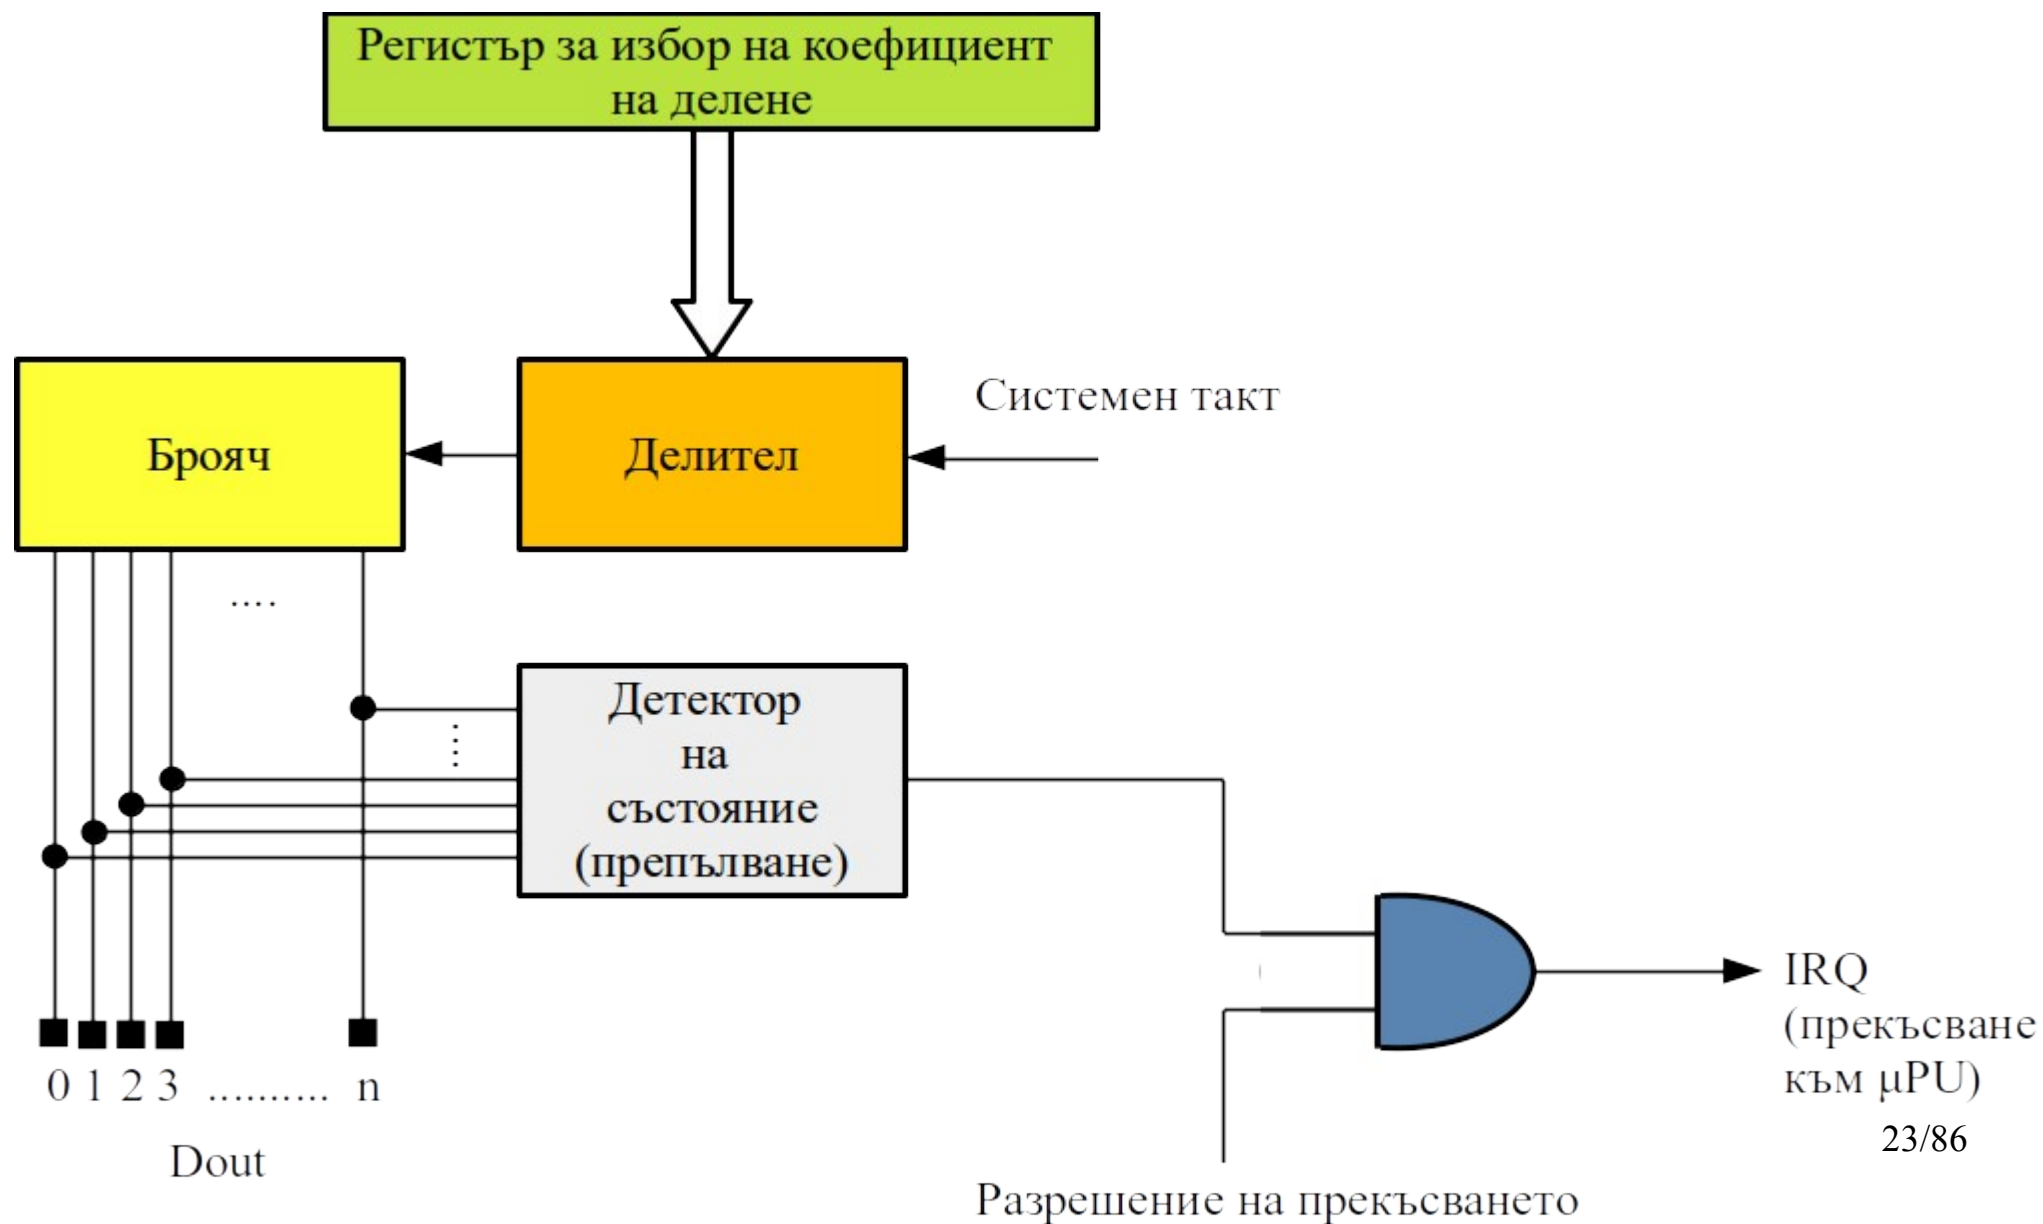 Регистър за избор на коефициент
на делене
Системен такт
Брояч
Делител
....
Детектор
на
състояние
(препълване)
.....
IRQ
(прекъсване
към μPU)
0 1 2 3 .......... n
Dout
23/86
Разрешение на прекъсването